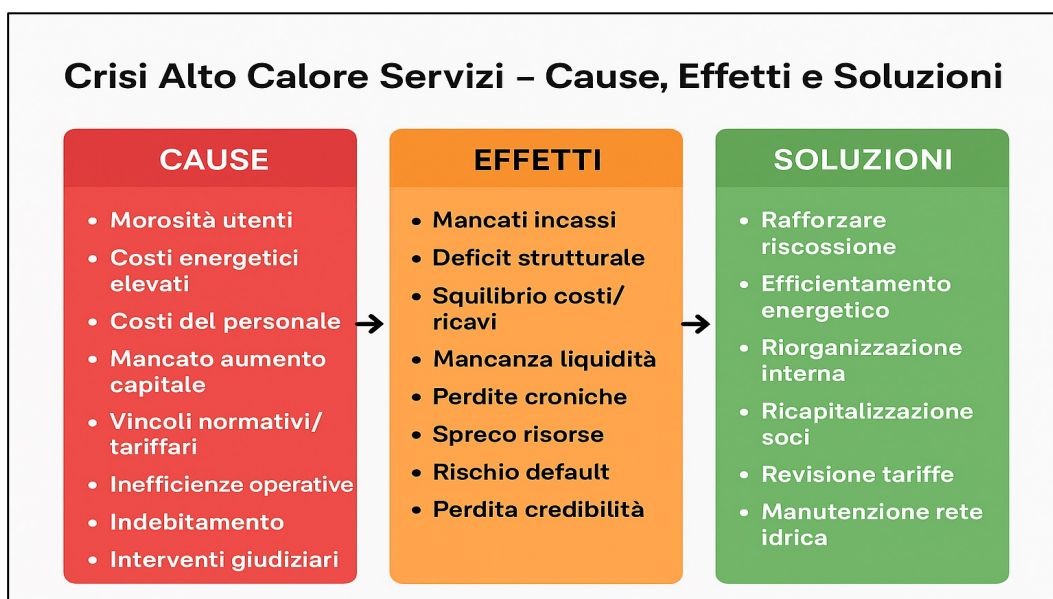 Crisi Alto Calore Servizi – Cause, Effetti e Soluzioni
CAUSE
• Morosità utenti
• Costi energetici
elevati
• Costi del personale
• Mancato aumento
capitale
• Vincoli normativi/
tariffari
• Inefficienze operative
• Indebitamento
• Interventi giudiziari
EFFETTI
• Mancati incassi
• Deficit strutturale
• Squilibrio costi/
ricavi
• Mancanza liquidità
• Perdite croniche
• Spreco risorse
• Rischio default
• Perdita credibilità
SOLUZIONI
• Rafforzare
riscossione
• Efficientamento
energetico
• Riorganizzazione
interna
• Ricapitalizzazione
soci
• Revisione tariffe
• Manutenzione rete
idrica